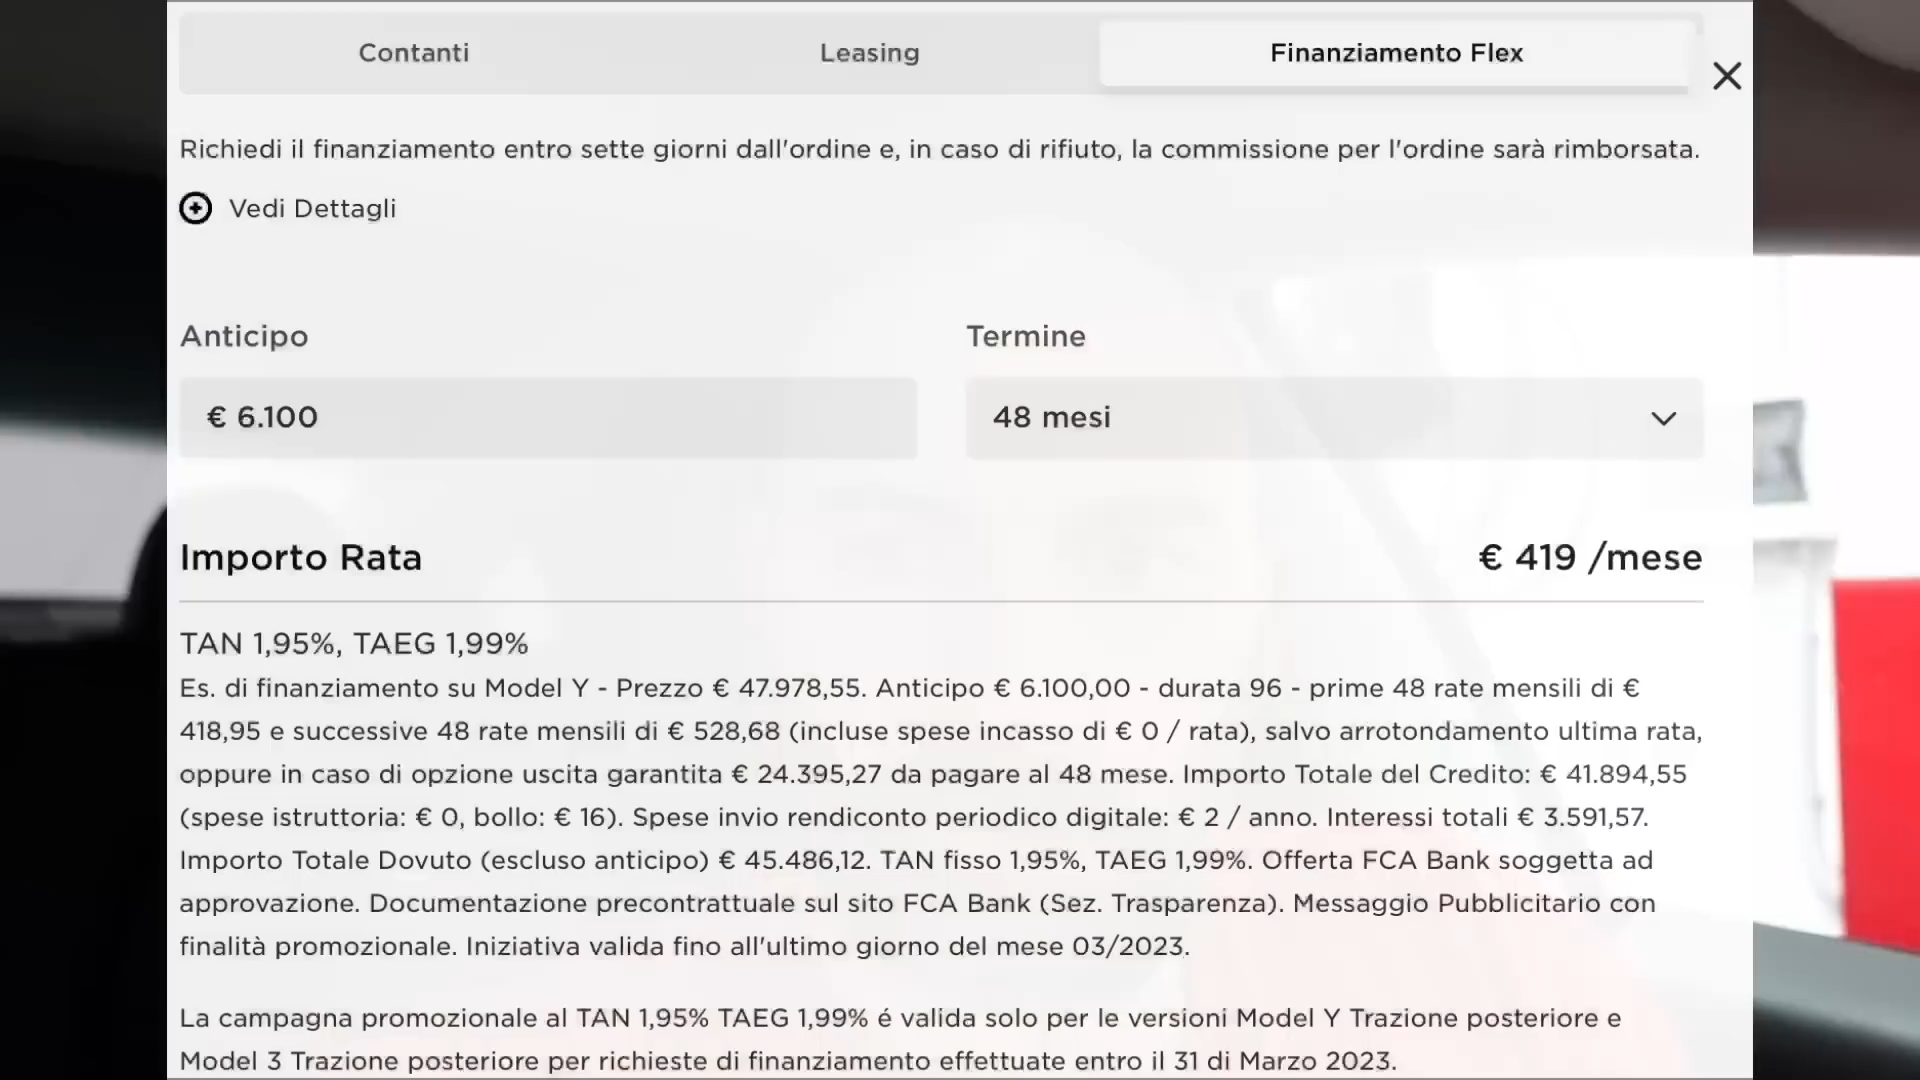 Contanti
Leasing
Finanziamento Flex
Richiedi il finanziamento entro sette giorni dall'ordine e, in caso di rifiuto, la commissione per l'ordine sarà rimborsata.
Vedi Dettagli
Anticipo
Termine
€ 6.100
48 mesi
Importo Rata
€ 419 /mese
TAN 1,95%, TAEG 1,99%
Es. di finanziamento su Model Y - Prezzo € 47.978,55. Anticipo € 6.100,00 - durata 96 - prime 48 rate mensili di €
418,95 e successive 48 rate mensili di € 528,68 (incluse spese incasso di € 0 / rata), salvo arrotondamento ultima rata,
oppure in caso di opzione uscita garantita € 24.395,27 da pagare al 48 mese. Importo Totale del Credito: € 41.894,55
(spese istruttoria: € 0, bollo: € 16). Spese invio rendiconto periodico digitale: € 2 / anno. Interessi totali € 3.591,57.
Importo Totale Dovuto (escluso anticipo) € 45.486,12. TAN fisso 1,95%, TAEG 1,99%. Offerta FCA Bank soggetta ad
approvazione. Documentazione precontrattuale sul sito FCA Bank (Sez. Trasparenza). Messaggio Pubblicitario con
finalità promozionale. Iniziativa valida fino all'ultimo giorno del mese 03/2023.
La campagna promozionale al TAN 1,95% TAEG 1,99% é valida solo per le versioni Model Y Trazione posteriore e
Model 3 Trazione posteriore per richieste di finanziamento effettuate entro il 31 di Marzo 2023.